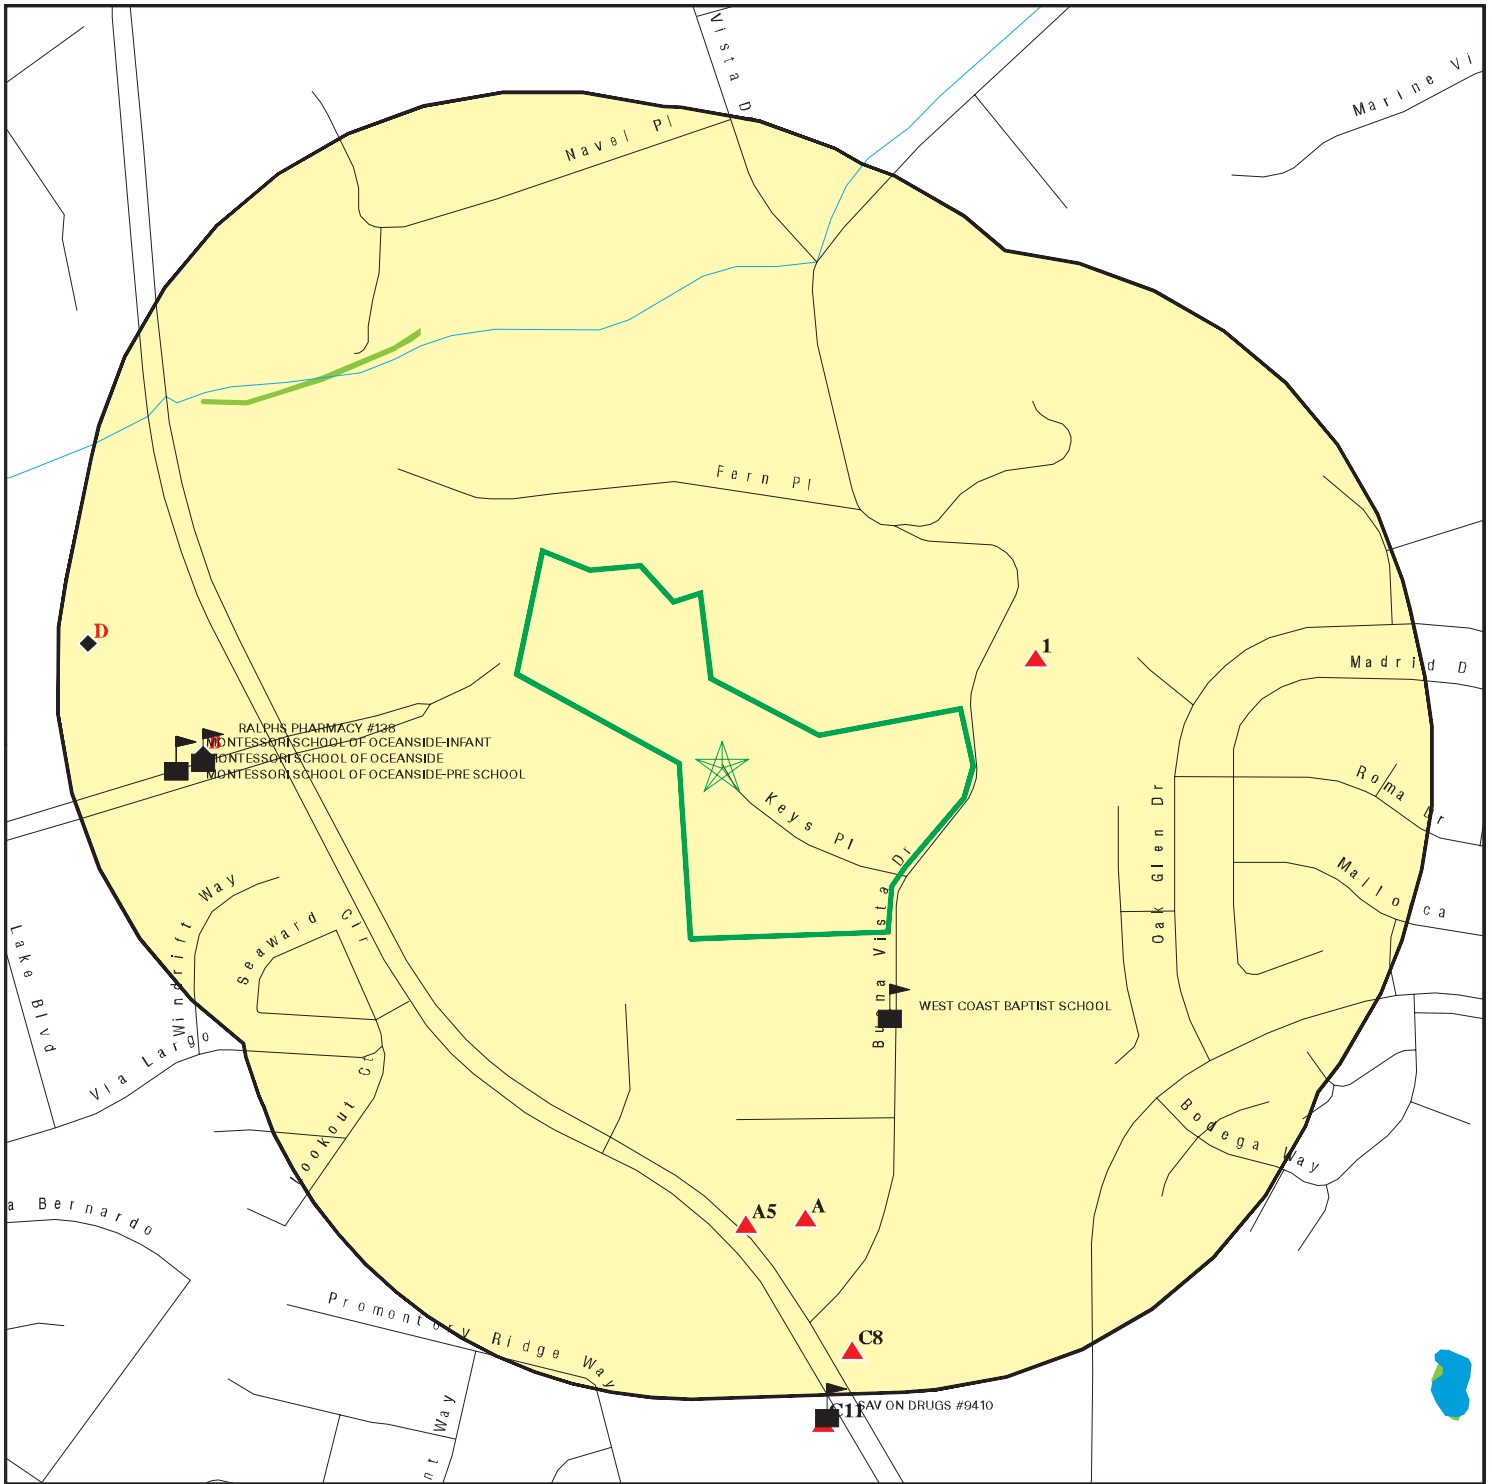 Vista D
Marine Vi
Navel Pl
Fern Pl
D
1
Madrid D
RALPHS PHARMACY #138
MONTESSORI SCHOOL OF OCEANSIDE-INFANT
MONTESSORI SCHOOL OF OCEANSIDE
MONTESSORI SCHOOL OF OCEANSIDE-PRE SCHOOL
Keys Pl
Roma Dr
Oak Glen Dr
Mallorca
Windrift Way
Seaward Cir
Lake Blvd
Buena Vista Dr
WEST COAST BAPTIST SCHOOL
Via Largo
Lookout Ct
Bodega Way
a Bernardo
A5
A
Promontory Ridge Way
C8
C11
SAV ON DRUGS #9410
nt Way